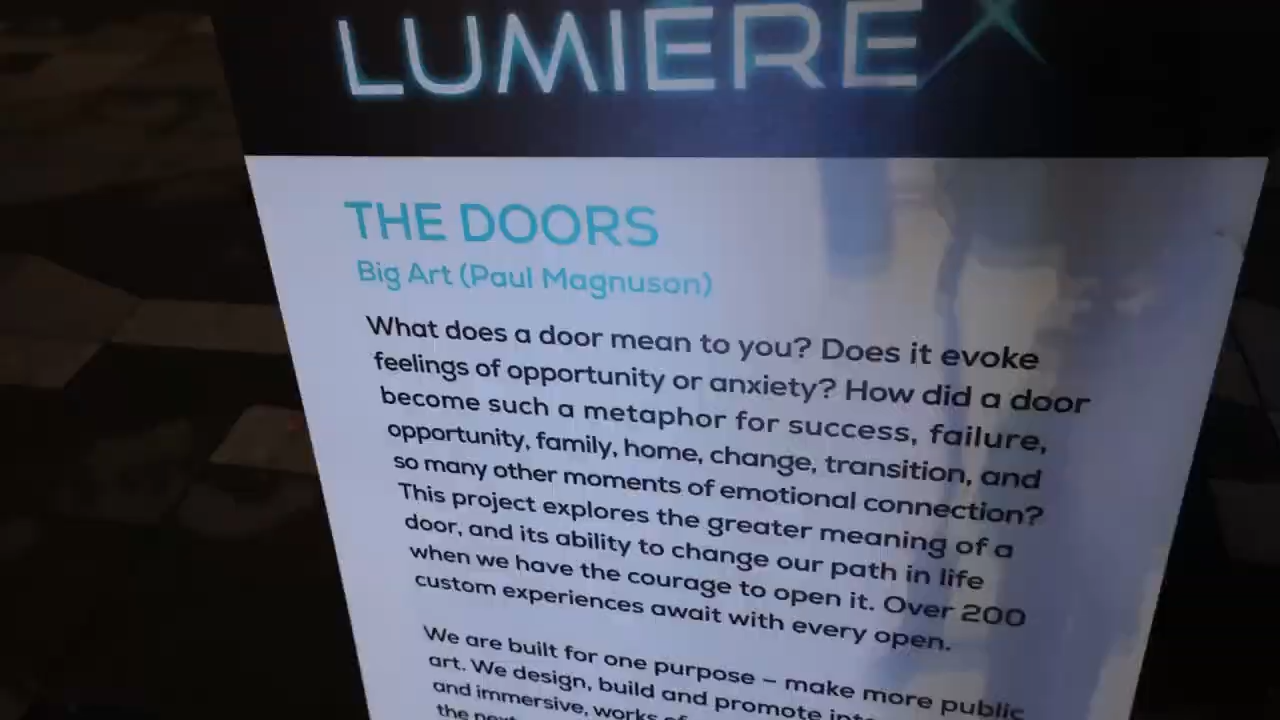 LUMIÈRE
THE DOORS
Big Art (Paul Magnuson)
What does a door mean to you? Does it evoke
feelings of opportunity or anxiety? How did a door
become such a metaphor for success, failure,
opportunity, family, home, change, transition, and
so many other moments of emotional connection?
This project explores the greater meaning of a
door, and its ability to change our path in life
when we have the courage to open it. Over 200
custom experiences await with every open.
We are built for one purpose – make more public
art. We design, build and promote
and immersive, works of
the